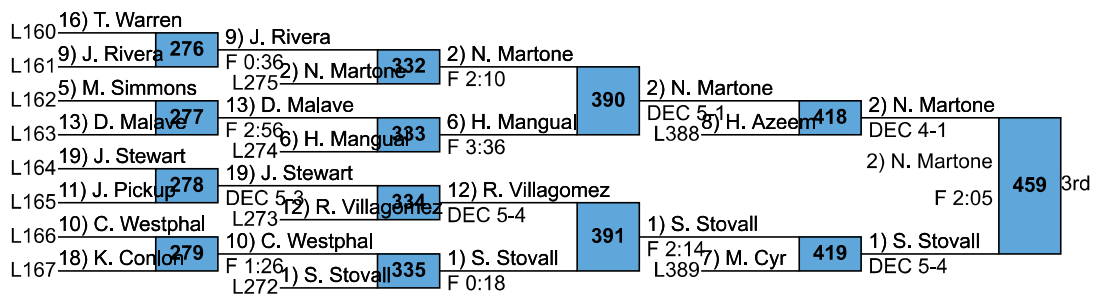 L160 16) T. Warren
L161 9) J. Rivera
276
L162 5) M. Simmons
L163 13) D. Malave
277
L164 19) J. Stewart
L165 11) J. Pickup
278
L166 10) C. Westphal
L167 18) K. Conlon
279
9) J. Rivera
F 0:36
L275 2) N. Martone
332
13) D. Malave
F 2:56
L274 6) H. Mangual
333
19) J. Stewart
DEC 5-3
L273 12) R. Villagomez
334
10) C. Westphal
F 1:26
L272 1) S. Stovall
335
2) N. Martone
F 2:10
390
6) H. Mangual
F 3:36
12) R. Villagomez
DEC 5-4
391
1) S. Stovall
F 0:18
2) N. Martone
DEC 5-1
L388 8) H. Azeem
418
1) S. Stovall
F 2:14
L389 7) M. Cyr
419
2) N. Martone
DEC 4-1
1) S. Stovall
DEC 5-4
459
2) N. Martone
F 2:05
3rd